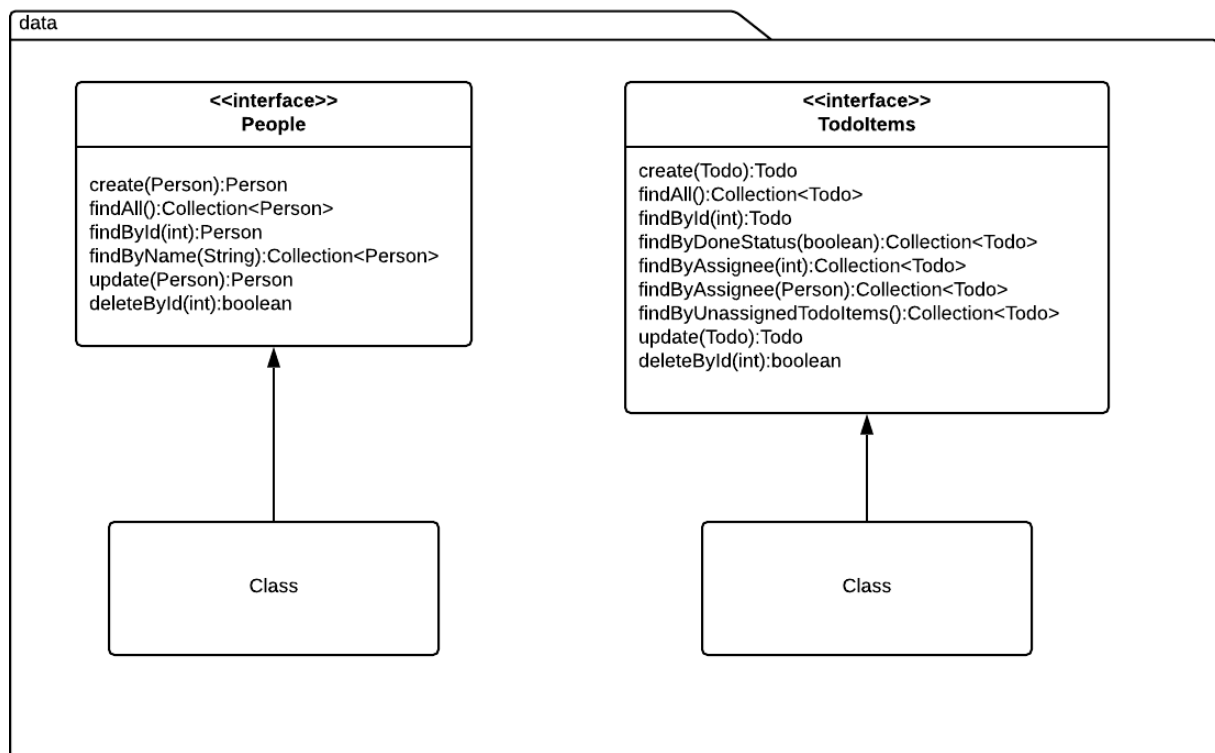 data
<<interface>>
People
create(Person):Person
findAll():Collection<Person>
findById(int):Person
findByName(String):Collection<Person>
update(Person):Person
deleteById(int):boolean
<<interface>>
TodoItems
create(Todo):Todo
findAll():Collection<Todo>
findById(int):Todo
findByDoneStatus(boolean):Collection<Todo>
findByAssignee(int):Collection<Todo>
findByAssignee(Person):Collection<Todo>
findByUnassignedTodoItems():Collection<Todo>
update(Todo):Todo
deleteById(int):boolean
Class
Class